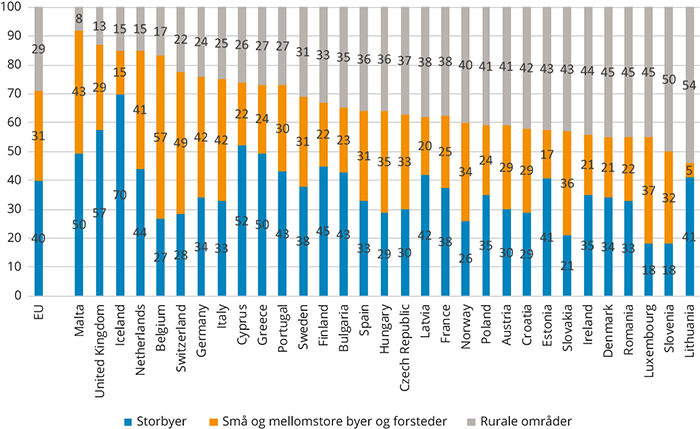 100
90
80
70
60
50
40
30
20
10
0
29 8 13 15 15 17 22 24 25 26 27 27 31 33 35 36 36 37 38 38 40 41 41 42 43 43 44 45 45 45 50 54
31 43 29 15 41 57 49 42 42 22 24 30 31 22 23 31 35 33 20 25 34 24 29 29 17 36 21 21 22 37 32 5
40 50 57 70 44 27 28 34 33 52 50 43 38 45 43 33 29 30 42 38 26 35 30 29 41 21 35 34 33 18 18 41
EU
Malta
United Kingdom
Iceland
Netherlands
Belgium
Switzerland
Germany
Italy
Cyprus
Greece
Portugal
Sweden
Finland
Bulgaria
Spain
Hungary
Czech Republic
Latvia
France
Norway
Poland
Austria
Croatia
Estonia
Slovakia
Ireland
Denmark
Romania
Luxembourg
Slovenia
Lithuania
Storbyer Små og mellomstore byer og forsteder Rurale områder